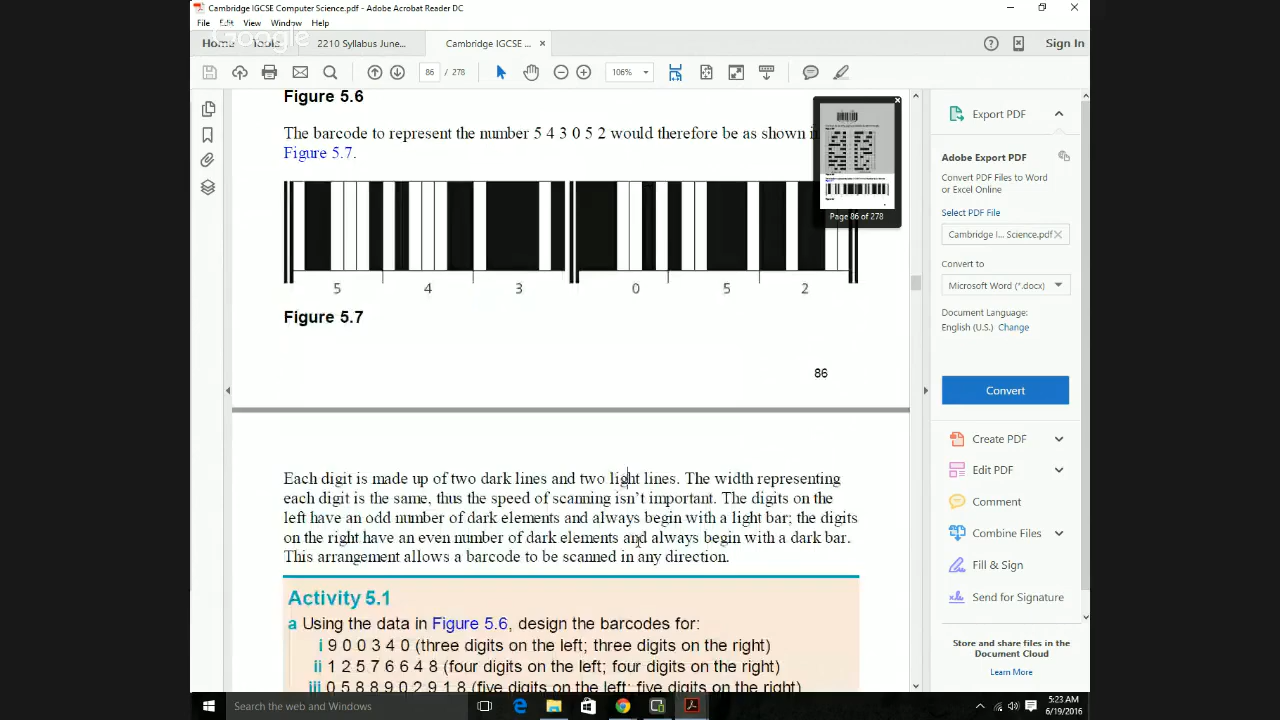 Cambridge IGCSE Computer Science.pdf - Adobe Acrobat Reader DC
File Edit View Window Help
Google
Home Tools 2210 Syllabus June... Cambridge IGCSE ... Sign In
86 / 278 106%
Figure 5.6
The barcode to represent the number 5 4 3 0 5 2 would therefore be as shown in
Figure 5.7.
Page 86 of 278
5 4 3 0 5 2
Figure 5.7
86
Each digit is made up of two dark lines and two light lines. The width representing
each digit is the same, thus the speed of scanning isn't important. The digits on the
left have an odd number of dark elements and always begin with a light bar; the digits
on the right have an even number of dark elements and always begin with a dark bar.
This arrangement allows a barcode to be scanned in any direction.
Activity 5.1
a Using the data in Figure 5.6, design the barcodes for:
i 9 0 0 3 4 0 (three digits on the left; three digits on the right)
ii 1 2 5 7 6 6 4 8 (four digits on the left; four digits on the right)
iii 0 5 8 8 9 0 2 9 1 8 (five digits on the left; five digits on the right)
Export PDF
Adobe Export PDF
Convert PDF Files to Word
or Excel Online
Select PDF File
Cambridge I... Science.pdf
Convert to
Microsoft Word (*.docx)
Document Language:
English (U.S.) Change
Convert
Create PDF
Edit PDF
Comment
Combine Files
Fill & Sign
Send for Signature
Store and share files in the
Document Cloud
Learn More
Search the web and Windows
5:23 AM
6/19/2016